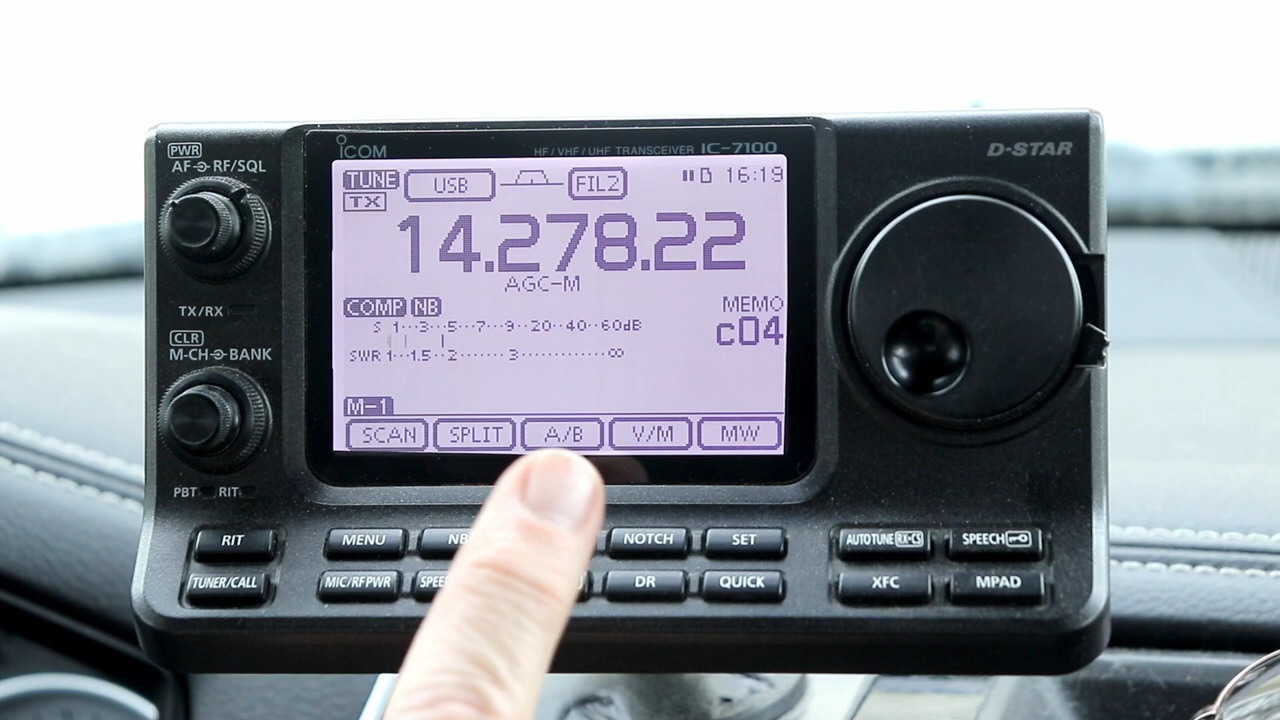 PWR
AF RF/SQL
ICOM
HF/VHF/UHF TRANSCEIVER IC-7100
D-STAR
TUNE USB FIL2 16:19
TX
14.278.22
AGC-M
COMP NB
MEMO
c04
S 1··3··5··7··9··20··40··60dB
SWR 1··1.5··2·······3···········∞
TX/RX
CLR
M-CH BANK
M-1
SCAN SPLIT A/B V/M MW
PBT RIT
RIT MENU NB NOTCH SET AUTOTUNE RX-CS SPEECH
TUNER/CALL MIC/RF PWR DR QUICK XFC MPAD